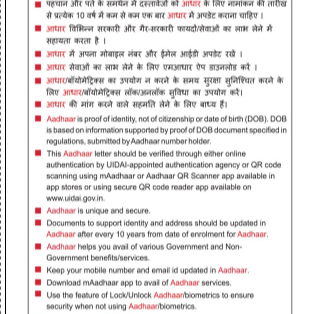 पहचान और पते के समर्थन में दस्तावेजों को आधार के लिए नामांकन की तारीख
से प्रत्येक 10 वर्ष में कम से कम एक बार आधार में अपडेट कराना चाहिए ।
आधार विभिन्न सरकारी और गैर-सरकारी फायदों/सेवाओं का लाभ लेने में
सहायता करता है ।
आधार में अपना मोबाइल नंबर और ईमेल आईडी अपडेट रखें ।
आधार सेवाओं का लाभ लेने के लिए एमआधार ऐप डाउनलोड करें ।
आधार/बॉयोमेट्रिक्स का उपयोग न करने के समय सुरक्षा सुनिश्चित करने के
लिए आधार/बॉयोमेट्रिक्स लॉक/अनलॉक सुविधा का उपयोग करें।
आधार की मांग करने वाले सहमति लेने के लिए बाध्य हैं।
Aadhaar is proof of identity, not of citizenship or date of birth (DOB). DOB
is based on information supported by proof of DOB document specified in
regulations, submitted by Aadhaar number holder.
This Aadhaar letter should be verified through either online
authentication by UIDAI-appointed authentication agency or QR code
scanning using mAadhaar or Aadhaar QR Scanner app available in
app stores or using secure QR code reader app available on
www.uidai.gov.in.
Aadhaar is unique and secure.
Documents to support identity and address should be updated in
Aadhaar after every 10 years from date of enrolment for Aadhaar.
Aadhaar helps you avail of various Government and Non-
Government benefits/services.
Keep your mobile number and email id updated in Aadhaar.
Download mAadhaar app to avail of Aadhaar services.
Use the feature of Lock/Unlock Aadhaar/biometrics to ensure
security when not using Aadhaar/biometrics.